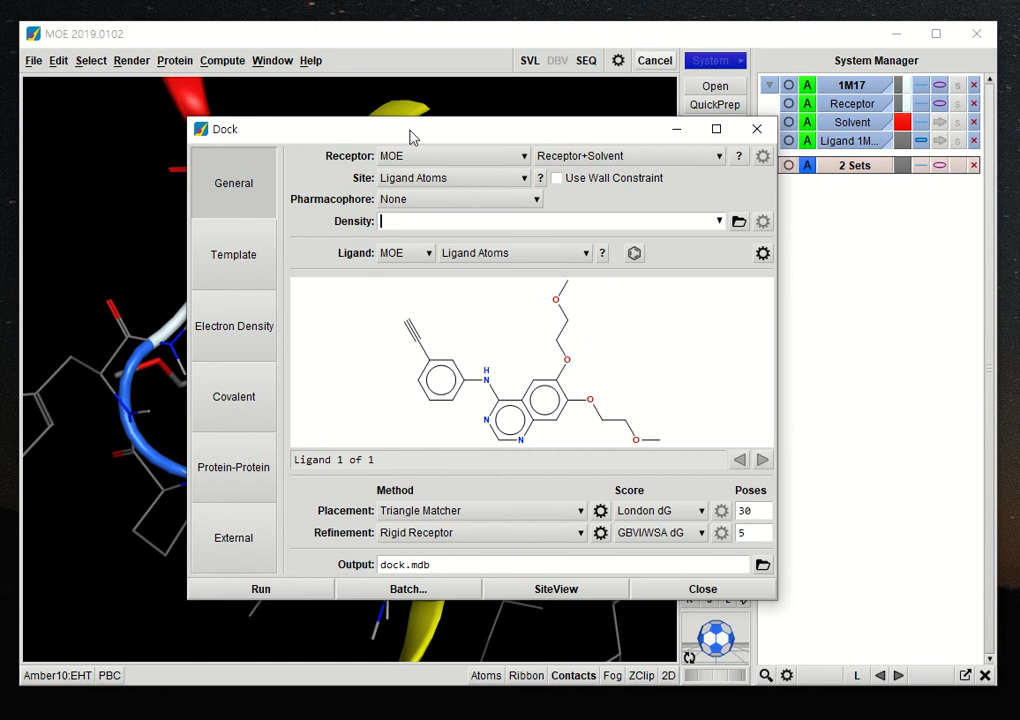 MOE 2019.0102
File Edit Select Render Protein Compute Window Help
SVL DBV SEQ Cancel System System Manager
Open
QuickPrep
1M17
Receptor
Solvent
Ligand 1M...
2 Sets
Dock
General
Template
Electron Density
Covalent
Protein-Protein
External
Receptor: MOE Receptor+Solvent ?
Site: Ligand Atoms ? Use Wall Constraint
Pharmacophore: None
Density:
Ligand: MOE Ligand Atoms ?
O
O
H
N
O
N
N
O
Ligand 1 of 1
Method Score Poses
Placement: Triangle Matcher London dG 30
Refinement: Rigid Receptor GBVI/WSA dG 5
Output: dock.mdb
Run Batch... SiteView Close
Amber10:EHT PBC
Atoms Ribbon Contacts Fog ZClip 2D
L